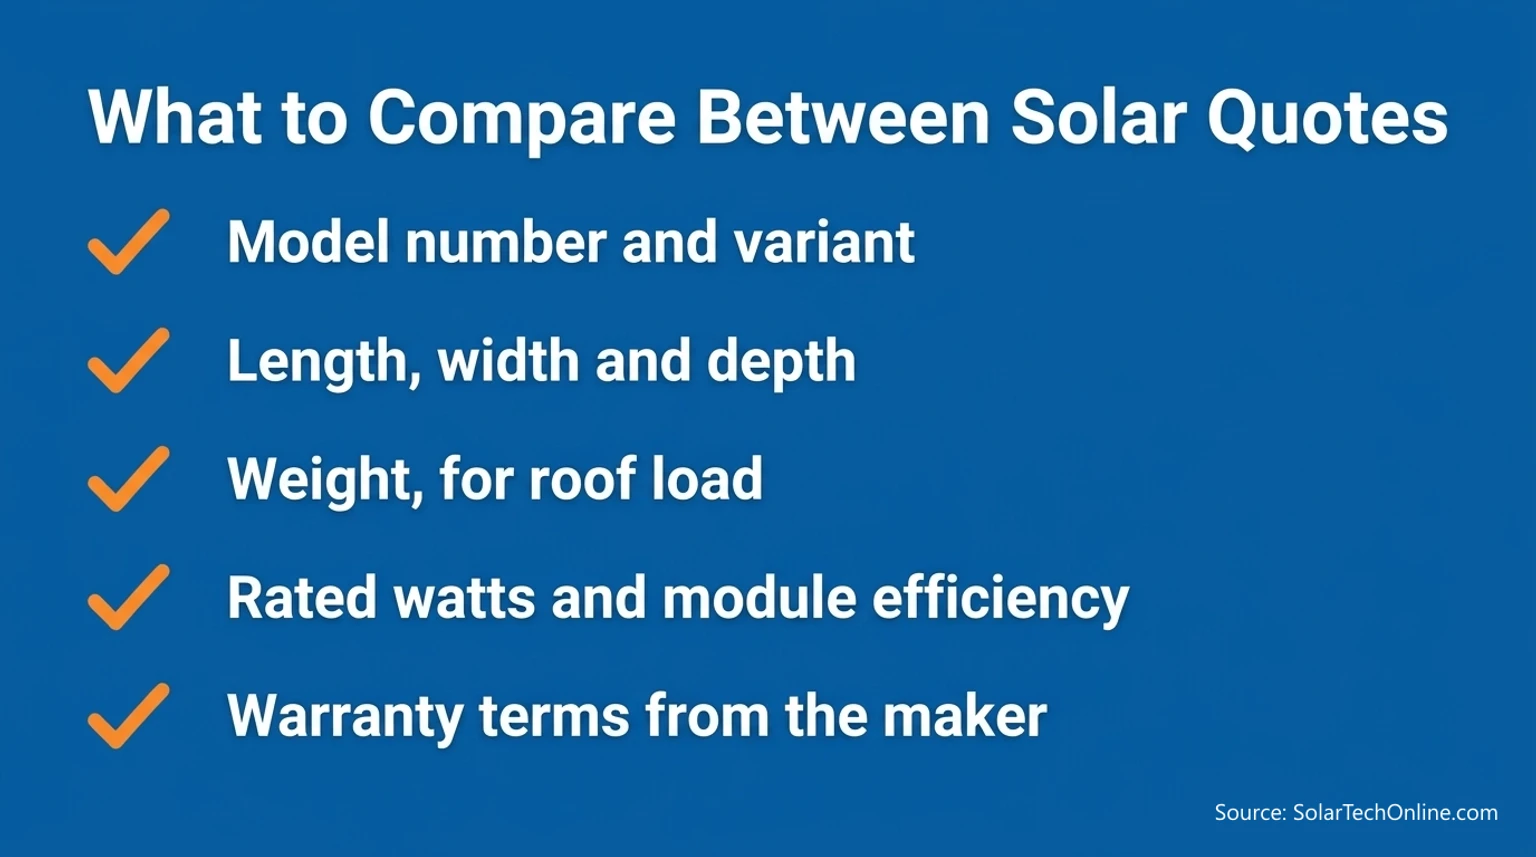 What to Compare Between Solar Quotes
Model number and variant
Length, width and depth
Weight, for roof load
Rated watts and module efficiency
Warranty terms from the maker
Source: SolarTechOnline.com